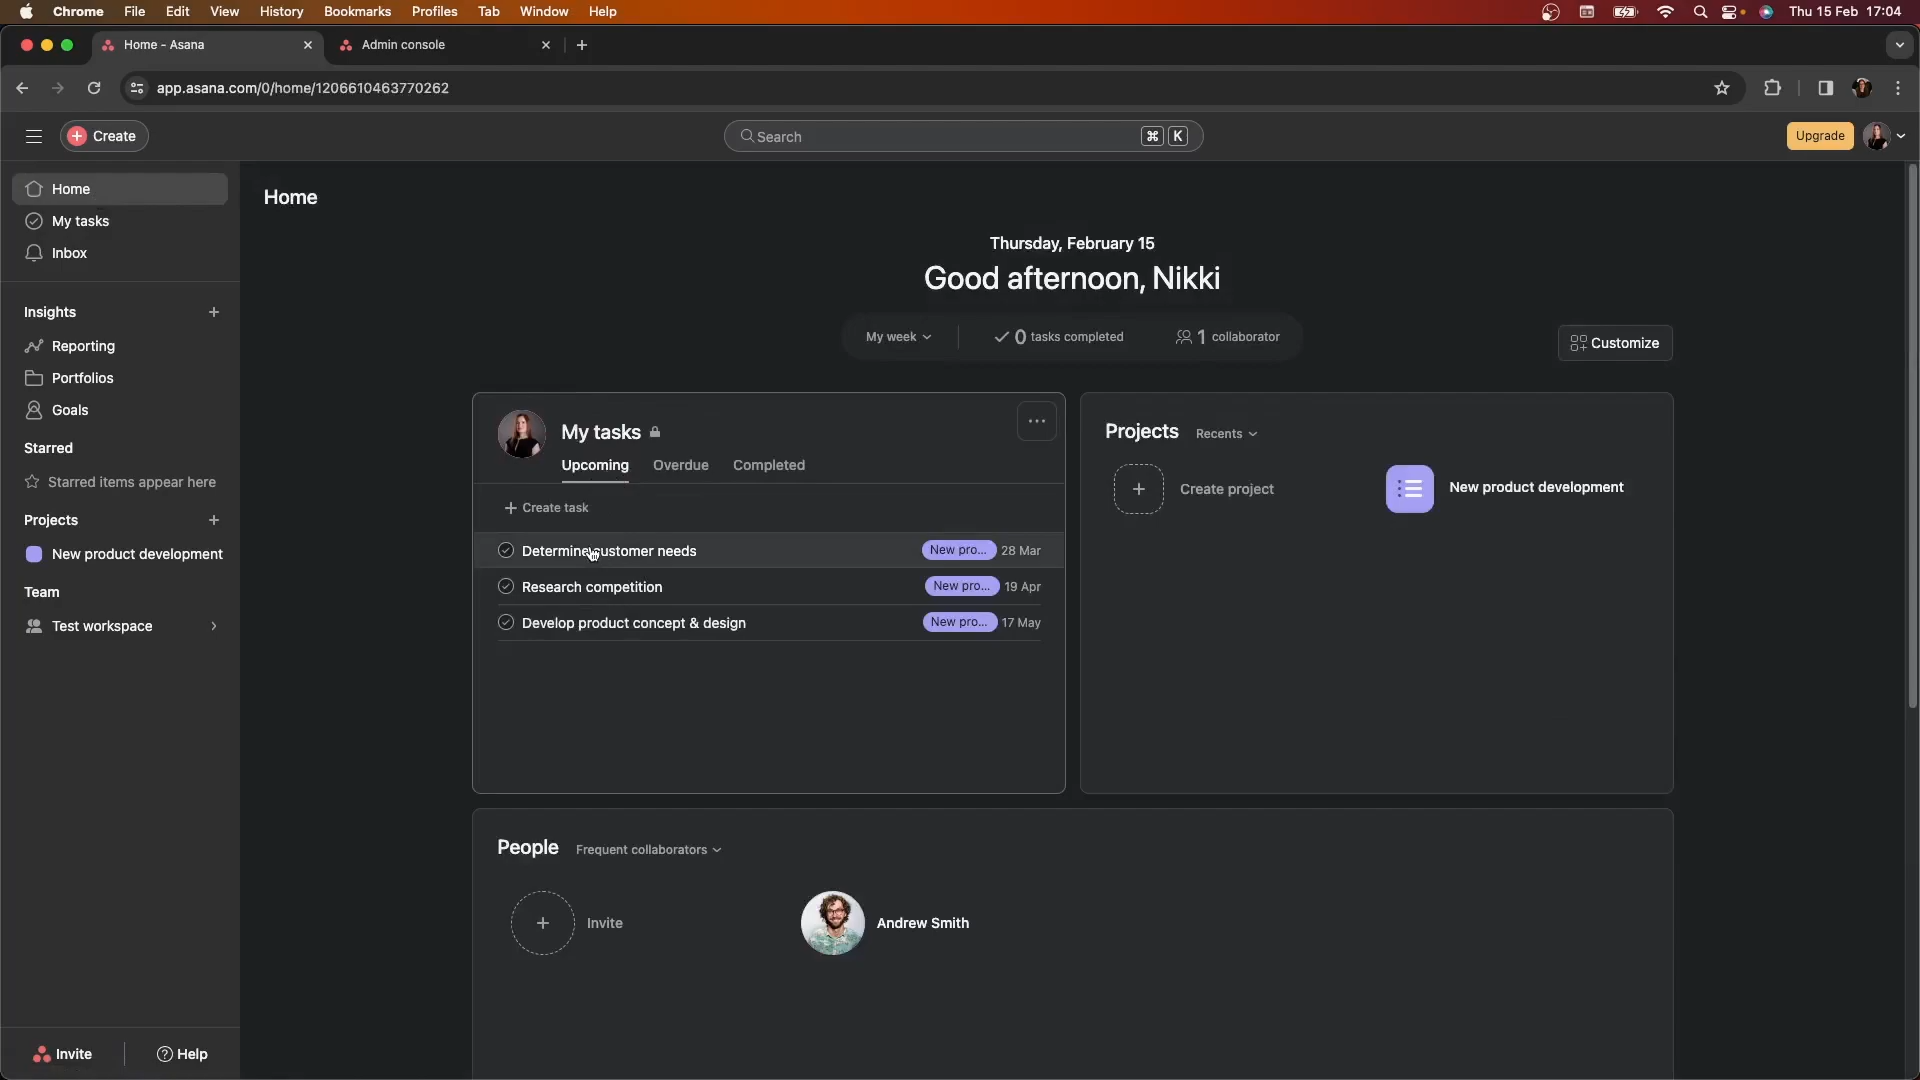 Chrome File Edit View History Bookmarks Profiles Tab Window Help Thu 15 Feb 17:04
Home - Asana Admin console
app.asana.com/0/home/1206610463770262
Create Search ⌘ K Upgrade
Home
My tasks
Inbox
Insights
Reporting
Portfolios
Goals
Starred
Starred items appear here
Projects
New product development
Team
Test workspace
Invite Help
Home
Thursday, February 15
Good afternoon, Nikki
My week 0 tasks completed 1 collaborator
Customize
My tasks
Upcoming Overdue Completed
Create task
Determine customer needs New pro... 28 Mar
Research competition New pro... 19 Apr
Develop product concept & design New pro... 17 May
Projects Recents
Create project New product development
People Frequent collaborators
Invite Andrew Smith